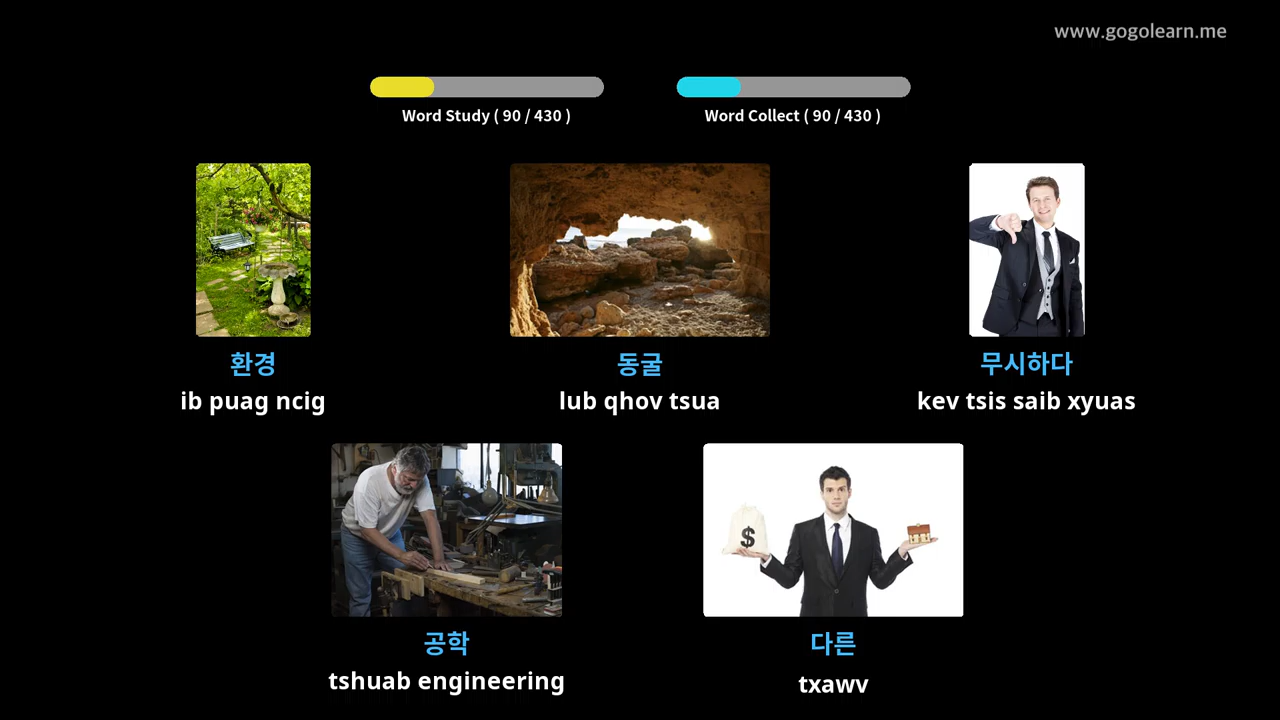 www.gogolearn.me
Word Study ( 90 / 430 )
Word Collect ( 90 / 430 )
환경
ib puag ncig
동굴
lub qhov tsua
무시하다
kev tsis saib xyuas
공학
tshuab engineering
다른
txawv
$